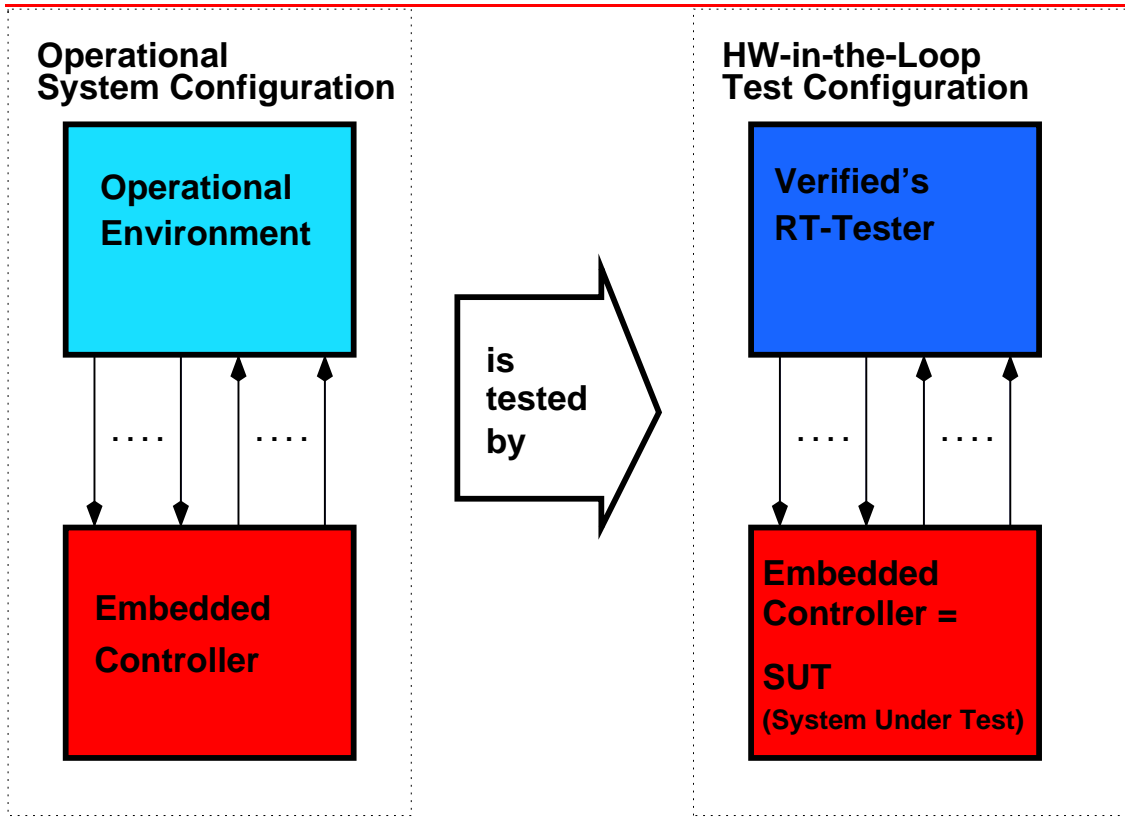 Operational
System Configuration
Operational
Environment
. . . .
. . . .
Embedded
Controller
is
tested
by
HW-in-the-Loop
Test Configuration
Verified’s
RT-Tester
. . . .
. . . .
Embedded
Controller =
SUT
(System Under Test)